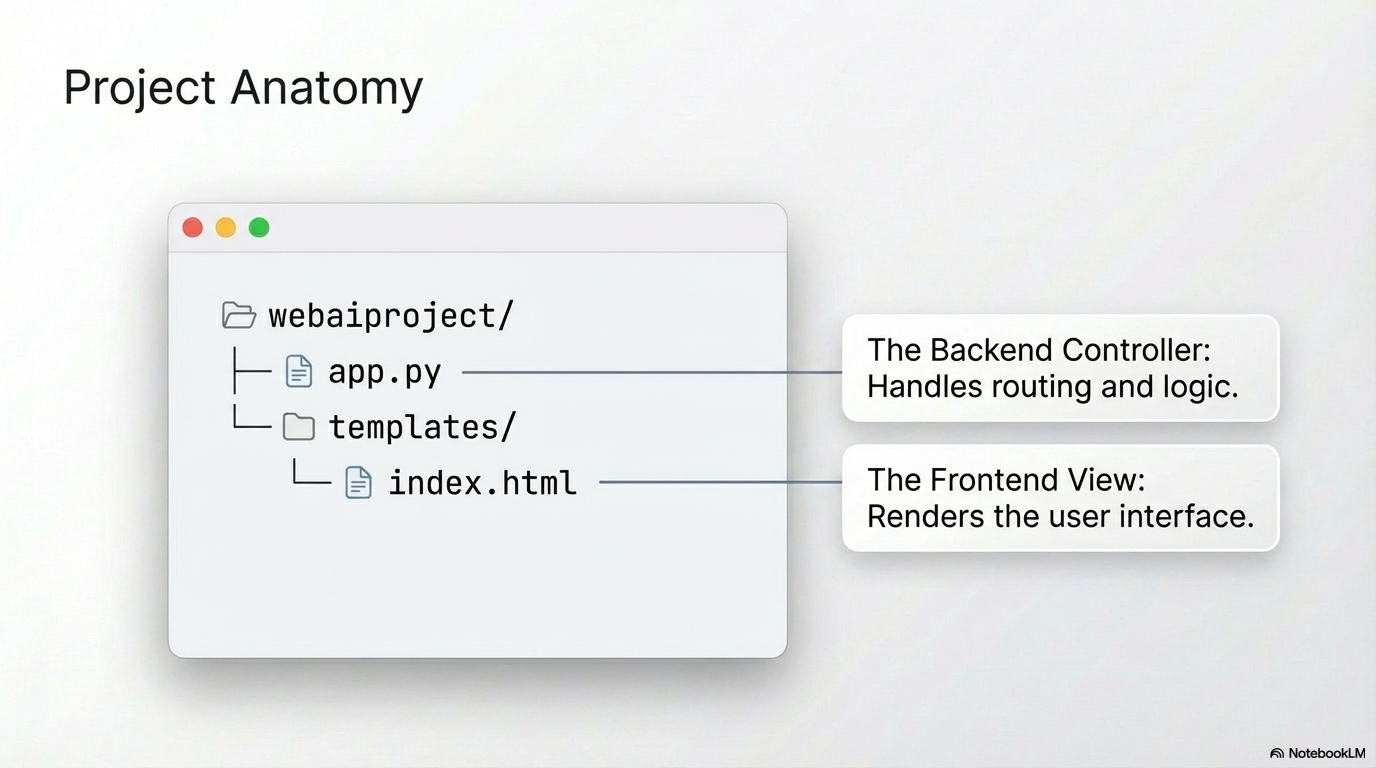 Project Anatomy
webaiproject/
app.py
templates/
index.html
The Backend Controller:
Handles routing and logic.
The Frontend View:
Renders the user interface.
NotebookLM